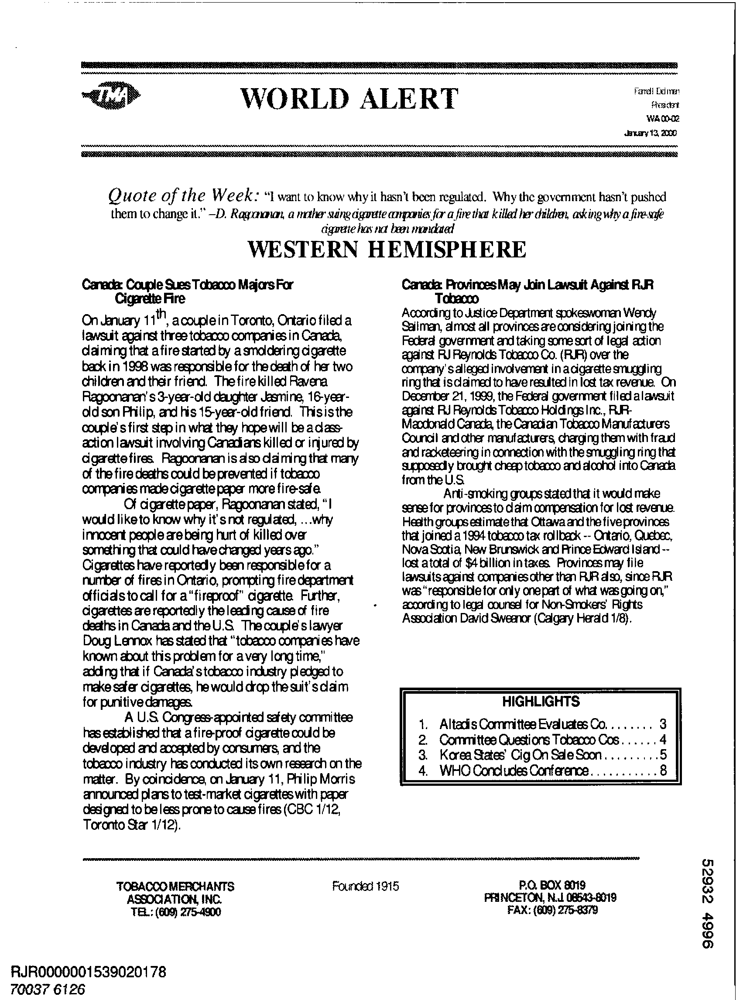 TMA
WORLD ALERT
Farrell Delman
President
WA 00-02
January 13, 2000
Quote of the Week: “I want to know why it hasn’t been regulated. Why the government hasn’t pushed
them to change it.” –D. Ragoonanan, a mother suing cigarette companies for a fire that killed her children, asking why a fire-safe
cigarette has not been mandated
WESTERN HEMISPHERE
Canada: Couple Sues Tobacco Majors For
Cigarette Fire
On January 11th, a couple in Toronto, Ontario filed a
lawsuit against three tobacco companies in Canada,
claiming that a fire started by a smoldering cigarette
back in 1998 was responsible for the death of her two
children and their friend. The fire killed Ravena
Ragoonanan’s 3-year-old daughter Jasmine, 16-year-
old son Philip, and his 15-year-old friend. This is the
couple’s first step in what they hope will be a class-
action lawsuit involving Canadians killed or injured by
cigarette fires. Ragoonanan is also claiming that many
of the fire deaths could be prevented if tobacco
companies made cigarette paper more fire-safe.
Of cigarette paper, Ragoonanan stated, “I
would like to know why it’s not regulated, …why
innocent people are being hurt of killed over
something that could have changed years ago.”
Cigarettes have reportedly been responsible for a
number of fires in Ontario, prompting fire department
officials to call for a “fireproof” cigarette. Further,
cigarettes are reportedly the leading cause of fire
deaths in Canada and the U.S. The couple’s lawyer
Doug Lennox has stated that “tobacco companies have
known about this problem for a very long time,”
adding that if Canada’s tobacco industry pledged to
make safer cigarettes, he would drop the suit’s claim
for punitive damages.
A U.S. Congress-appointed safety committee
has established that a fire-proof cigarette could be
developed and accepted by consumers, and the
tobacco industry has conducted its own research on the
matter. By coincidence, on January 11, Philip Morris
announced plans to test-market cigarettes with paper
designed to be less prone to cause fires (CBC 1/12,
Toronto Star 1/12).
Canada: Provinces May Join Lawsuit Against RJR
Tobacco
According to Justice Department spokeswoman Wendy
Sailman, almost all provinces are considering joining the
Federal government and taking some sort of legal action
against RJ Reynolds Tobacco Co. (RJR) over the
company’s alleged involvement in a cigarette smuggling
ring that is claimed to have resulted in lost tax revenue. On
December 21, 1999, the Federal government filed a lawsuit
against RJ Reynolds Tobacco Holdings Inc., RJR-
Macdonald Canada, the Canadian Tobacco Manufacturers
Council and other manufacturers, charging them with fraud
and racketeering in connection with the smuggling ring that
supposedly brought cheap tobacco and alcohol into Canada
from the U.S.
Anti-smoking groups stated that it would make
sense for provinces to claim compensation for lost revenue.
Health groups estimate that Ottawa and the five provinces
that joined a 1994 tobacco tax rollback -- Ontario, Quebec,
Nova Scotia, New Brunswick and Prince Edward Island --
lost a total of $4 billion in taxes. Provinces may file
lawsuits against companies other than RJR also, since RJR
was “responsible for only one part of what was going on,”
according to legal counsel for Non-Smokers’ Rights
Association David Sweanor (Calgary Herald 1/8).
HIGHLIGHTS
1. Altadis Committee Evaluates Co. . . . . . . . 3
2. Committee Questions Tobacco Cos . . . . . . 4
3. Korea States’ Cig On Sale Soon . . . . . . . . . 5
4. WHO Concludes Conference . . . . . . . . . . . 8
TOBACCO MERCHANTS
ASSOCIATION, INC.
TEL: (609) 275-4900
Founded 1915
P.O. BOX 8019
PRINCETON, N.J. 08543-8019
FAX: (609) 275-8379
52932 4996
RJR0000001539020178
70037 6126